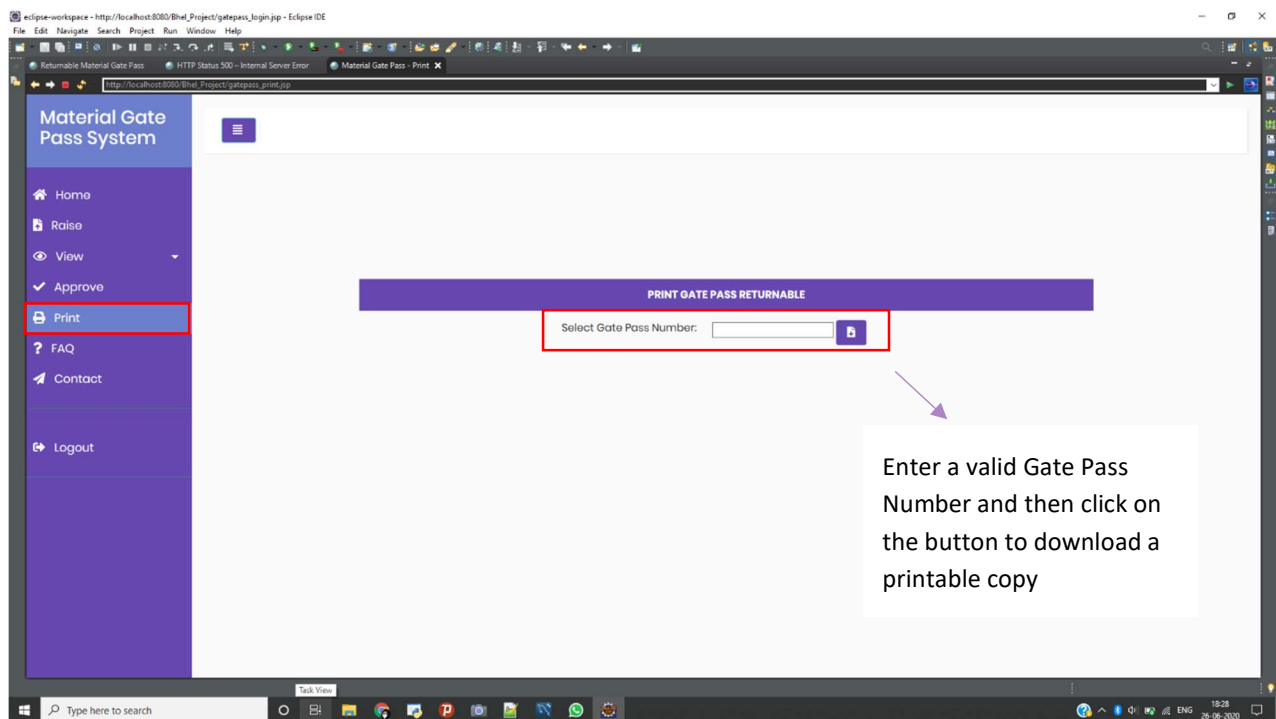 eclipse-workspace - http://localhost:8080/Bhel_Project/gatepass_login.jsp - Eclipse IDE
File Edit Navigate Search Project Run Window Help
Returnable Material Gate Pass
HTTP Status 500 – Internal Server Error
Material Gate Pass - Print
http://localhost:8080/Bhel_Project/gatepass_print.jsp
Material Gate
Pass System
Home
Raise
View
Approve
Print
FAQ
Contact
Logout
PRINT GATE PASS RETURNABLE
Select Gate Pass Number:
Enter a valid Gate Pass
Number and then click on
the button to download a
printable copy
Task View
Type here to search
ENG
18:28
26-06-2020